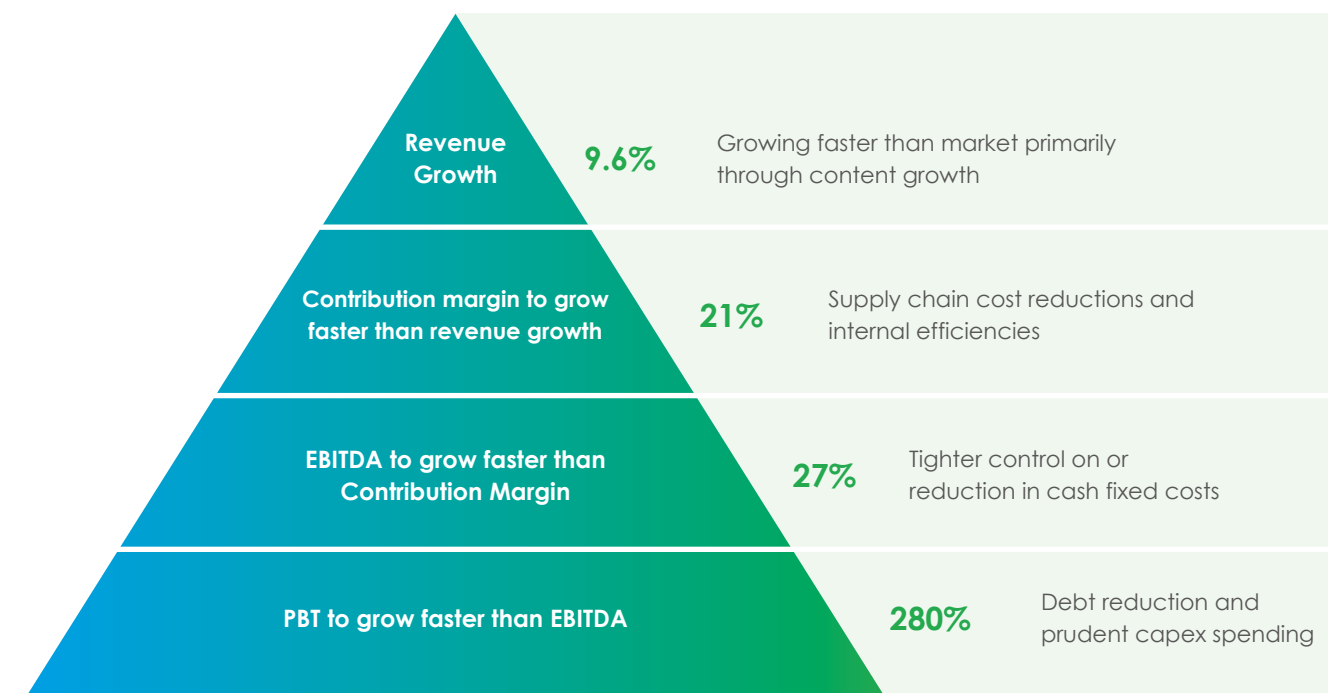 Revenue
Growth
9.6%
Growing faster than market primarily
through content growth
Contribution margin to grow
faster than revenue growth
21%
Supply chain cost reductions and
internal efficiencies
EBITDA to grow faster than
Contribution Margin
27%
Tighter control on or
reduction in cash fixed costs
PBT to grow faster than EBITDA
280%
Debt reduction and
prudent capex spending